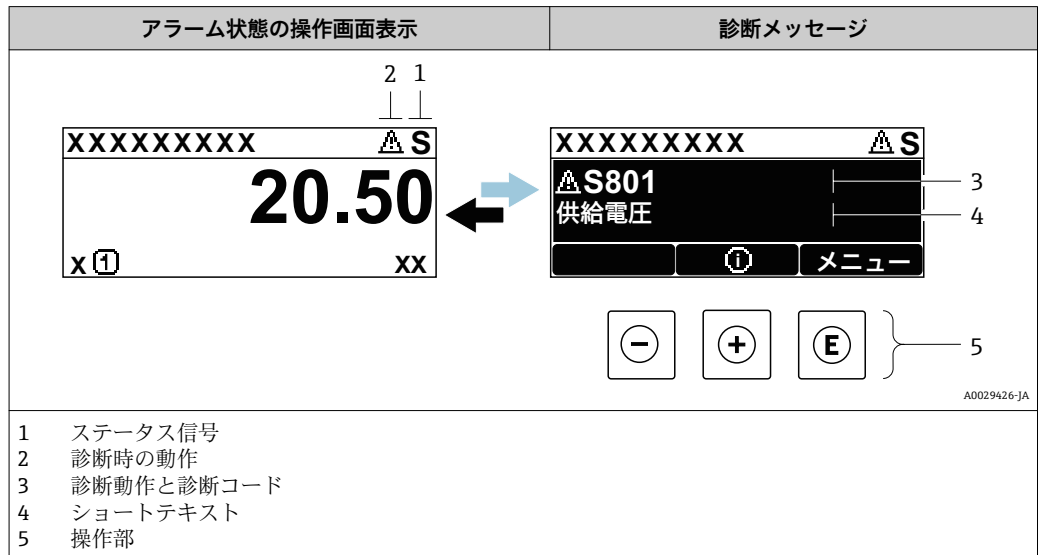 アラーム状態の操作画面表示
診断メッセージ
2 1
XXXXXXXXX ⚠ S
20.50
X 1 XX
XXXXXXXXX ⚠ S
⚠S801
供給電圧
i メニュー
3
4
− + E
5
A0029426-JA
1 ステータス信号
2 診断時の動作
3 診断動作と診断コード
4 ショートテキスト
5 操作部